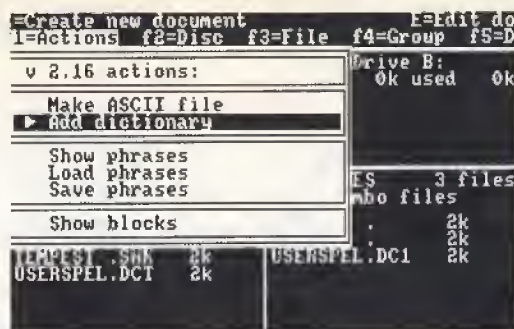 =Create new document E=Edit do
1=Actions f2=Disc f3=File f4=Group f5=D
v 2.16 actions:
Drive B:
0k used 0k
Make ASCII file
Add dictionary
Show phrases
Load phrases
Save phrases
ES 3 files
mbo files
Show blocks
. 2k
. 2k
TEMPEST .SWK 2k USERSPEL.DC1 2k
USERSPEL.DCT 2k